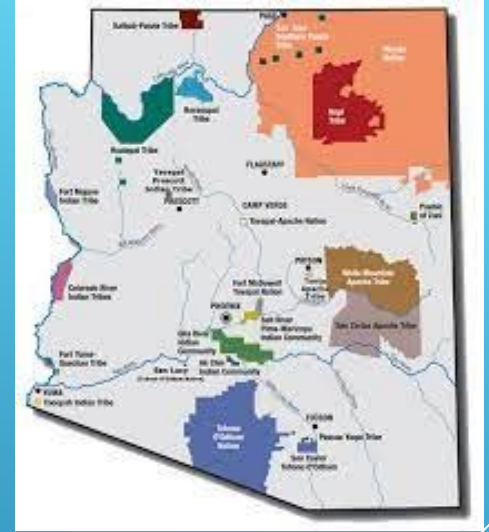 Kaibab-Paiute Tribe
Page
San Juan
Southern Paiute
Tribe
Navajo
Nation
Havasupai
Tribe
Hopi
Tribe
Hualapai Tribe
FLAGSTAFF
Yavapai
Prescott
Indian Tribe
PRESCOTT
Fort Mojave
Indian Tribe
CAMP VERDE
Yavapai-Apache Nation
Pueblo
of Zuni
PAYSON
Tonto
Apache
Tribe
White Mountain
Apache Tribe
Fort McDowell
Yavapai Nation
Colorado River
Indian Tribes
PHOENIX
Salt River
Pima-Maricopa
Indian Community
San Carlos Apache Tribe
Gila River
Indian
Community
Ak-Chin
Indian Community
Fort Yuma-
Quechan Tribe
San Lucy
(Tohono O'Odham Nation)
YUMA
Cocopah Indian Tribe
Tohono
O'Odham
Nation
TUCSON
Pascua Yaqui Tribe
San Xavier
Tohono O'Odham